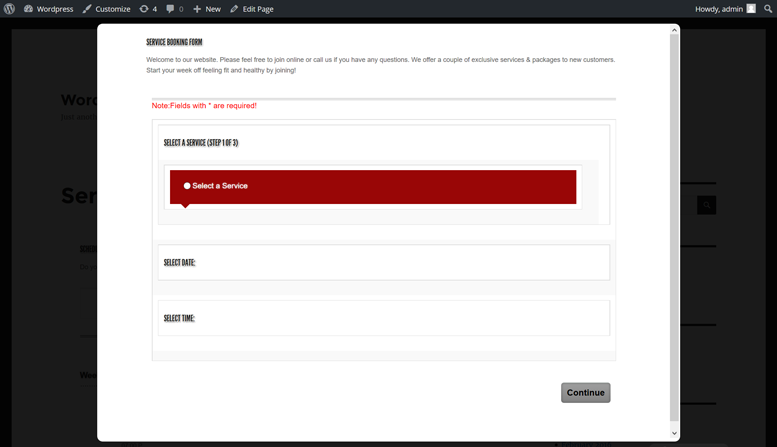 Wordpress Customize 4 0 New Edit Page Howdy, admin
SERVICE BOOKING FORM
Welcome to our website. Please feel free to join online or call us if you have any questions. We offer a couple of exclusive services & packages to new customers.
Start your week off feeling fit and healthy by joining!
Note:Fields with * are required!
SELECT A SERVICE (STEP 1 OF 3)
Select a Service
SELECT DATE:
SELECT TIME:
Continue